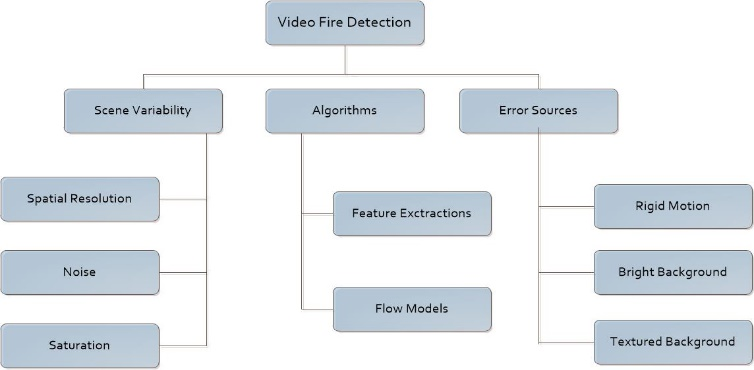 Video Fire Detection
Scene Variability
Algorithms
Error Sources
Spatial Resolution
Noise
Saturation
Feature Exctractions
Flow Models
Rigid Motion
Bright Background
Textured Background